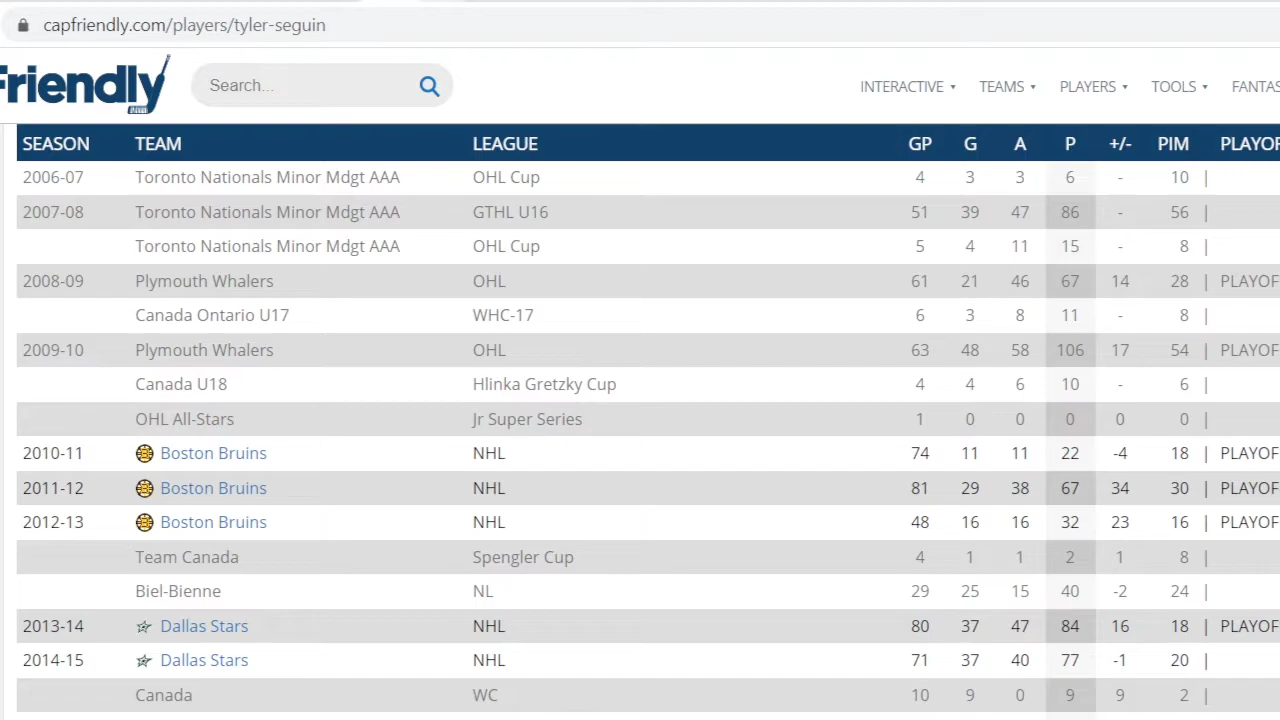 capfriendly.com/players/tyler-seguin
Friendly Search... INTERACTIVE ▾ TEAMS ▾ PLAYERS ▾ TOOLS ▾ FANTAS
SEASON TEAM LEAGUE GP G A P +/- PIM PLAYOF
2006-07 Toronto Nationals Minor Mdgt AAA OHL Cup 4 3 3 6 - 10 |
2007-08 Toronto Nationals Minor Mdgt AAA GTHL U16 51 39 47 86 - 56 |
Toronto Nationals Minor Mdgt AAA OHL Cup 5 4 11 15 - 8 |
2008-09 Plymouth Whalers OHL 61 21 46 67 14 28 | PLAYOF
Canada Ontario U17 WHC-17 6 3 8 11 - 8 |
2009-10 Plymouth Whalers OHL 63 48 58 106 17 54 | PLAYOF
Canada U18 Hlinka Gretzky Cup 4 4 6 10 - 6 |
OHL All-Stars Jr Super Series 1 0 0 0 0 0 |
2010-11 Boston Bruins NHL 74 11 11 22 -4 18 | PLAYOF
2011-12 Boston Bruins NHL 81 29 38 67 34 30 | PLAYOF
2012-13 Boston Bruins NHL 48 16 16 32 23 16 | PLAYOF
Team Canada Spengler Cup 4 1 1 2 1 8 |
Biel-Bienne NL 29 25 15 40 -2 24 |
2013-14 Dallas Stars NHL 80 37 47 84 16 18 | PLAYOF
2014-15 Dallas Stars NHL 71 37 40 77 -1 20 |
Canada WC 10 9 0 9 9 2 |